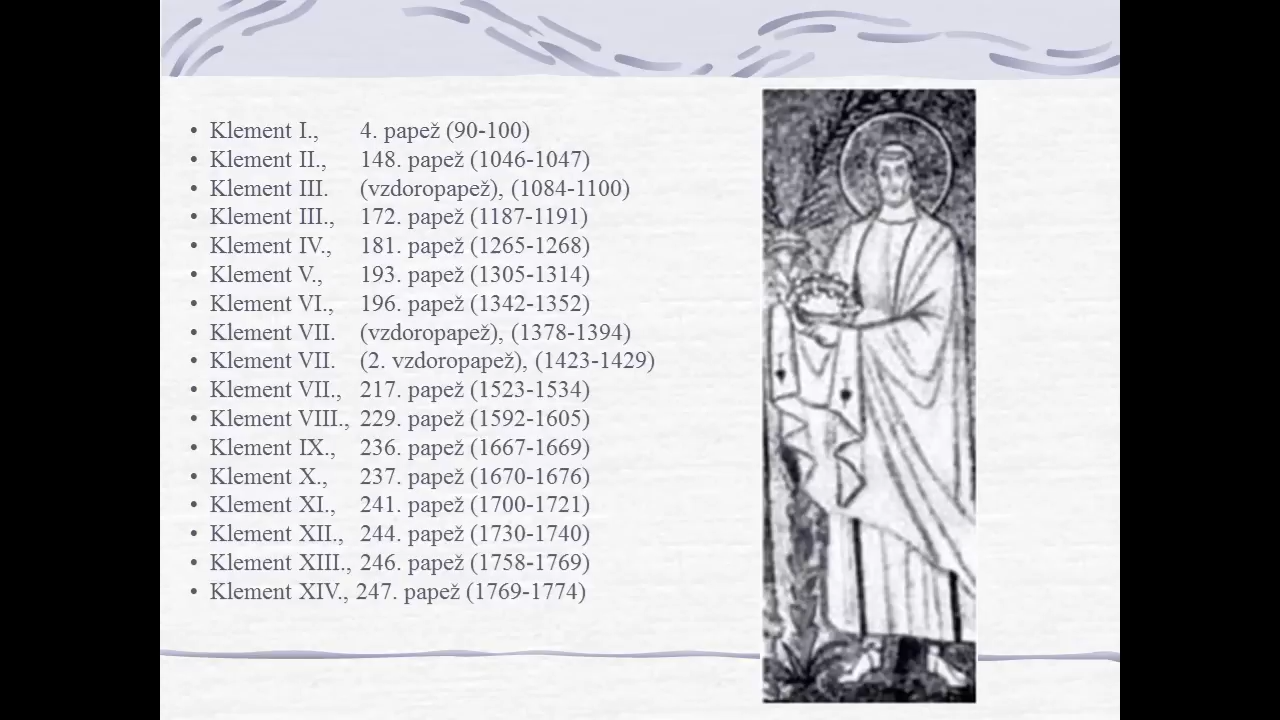 • Klement I., 4. papež (90-100)
• Klement II., 148. papež (1046-1047)
• Klement III. (vzdoropapež), (1084-1100)
• Klement III., 172. papež (1187-1191)
• Klement IV., 181. papež (1265-1268)
• Klement V., 193. papež (1305-1314)
• Klement VI., 196. papež (1342-1352)
• Klement VII. (vzdoropapež), (1378-1394)
• Klement VII. (2. vzdoropapež), (1423-1429)
• Klement VII., 217. papež (1523-1534)
• Klement VIII., 229. papež (1592-1605)
• Klement IX., 236. papež (1667-1669)
• Klement X., 237. papež (1670-1676)
• Klement XI., 241. papež (1700-1721)
• Klement XII., 244. papež (1730-1740)
• Klement XIII., 246. papež (1758-1769)
• Klement XIV., 247. papež (1769-1774)